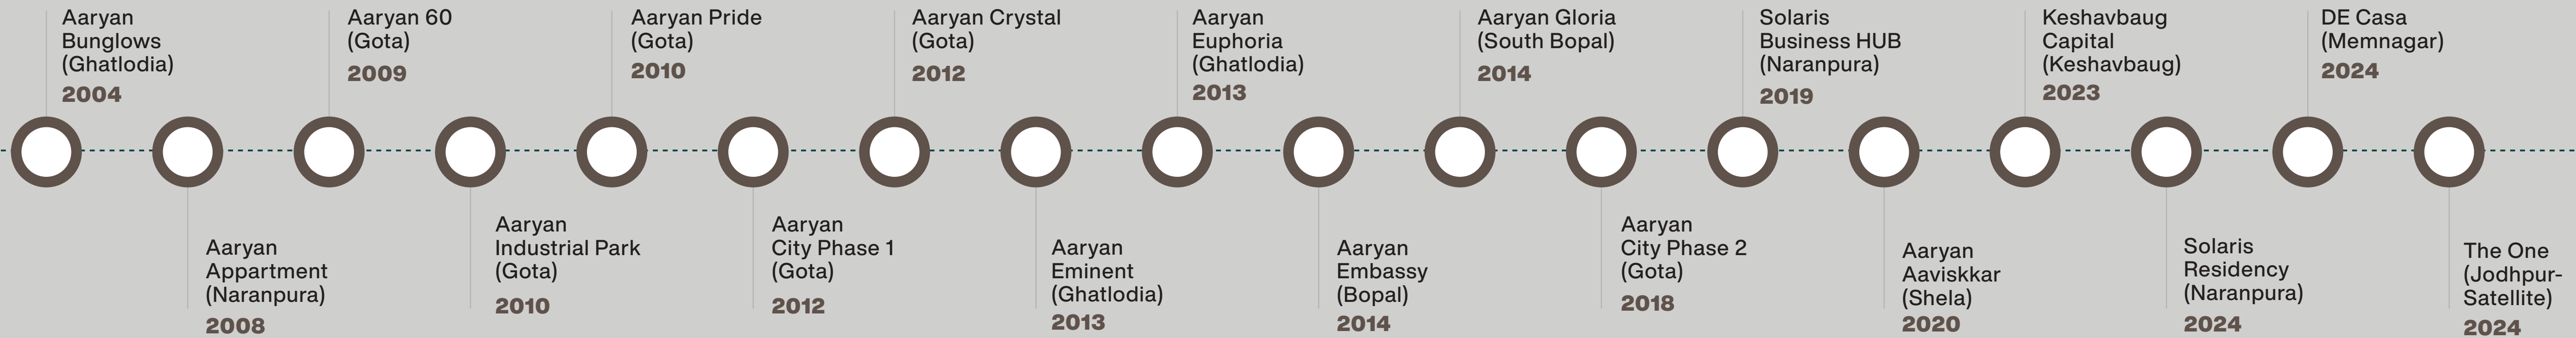 Aaryan
Bunglows
(Ghatlodia)
2004
Aaryan
Appartment
(Naranpura)
2008
Aaryan 60
(Gota)
2009
Aaryan
Industrial Park
(Gota)
2010
Aaryan Pride
(Gota)
2010
Aaryan
City Phase 1
(Gota)
2012
Aaryan Crystal
(Gota)
2012
Aaryan
Eminent
(Ghatlodia)
2013
Aaryan
Euphoria
(Ghatlodia)
2013
Aaryan
Embassy
(Bopal)
2014
Aaryan Gloria
(South Bopal)
2014
Aaryan
City Phase 2
(Gota)
2018
Solaris
Business HUB
(Naranpura)
2019
Aaryan
Aaviskkar
(Shela)
2020
Keshavbaug
Capital
(Keshavbaug)
2023
Solaris
Residency
(Naranpura)
2024
DE Casa
(Memnagar)
2024
The One
(Jodhpur-
Satellite)
2024